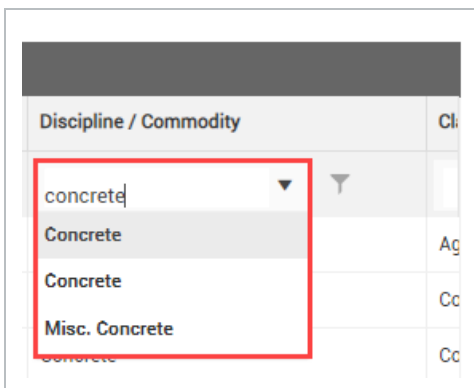 Discipline / Commodity
concrete
Concrete
Concrete
Misc. Concrete